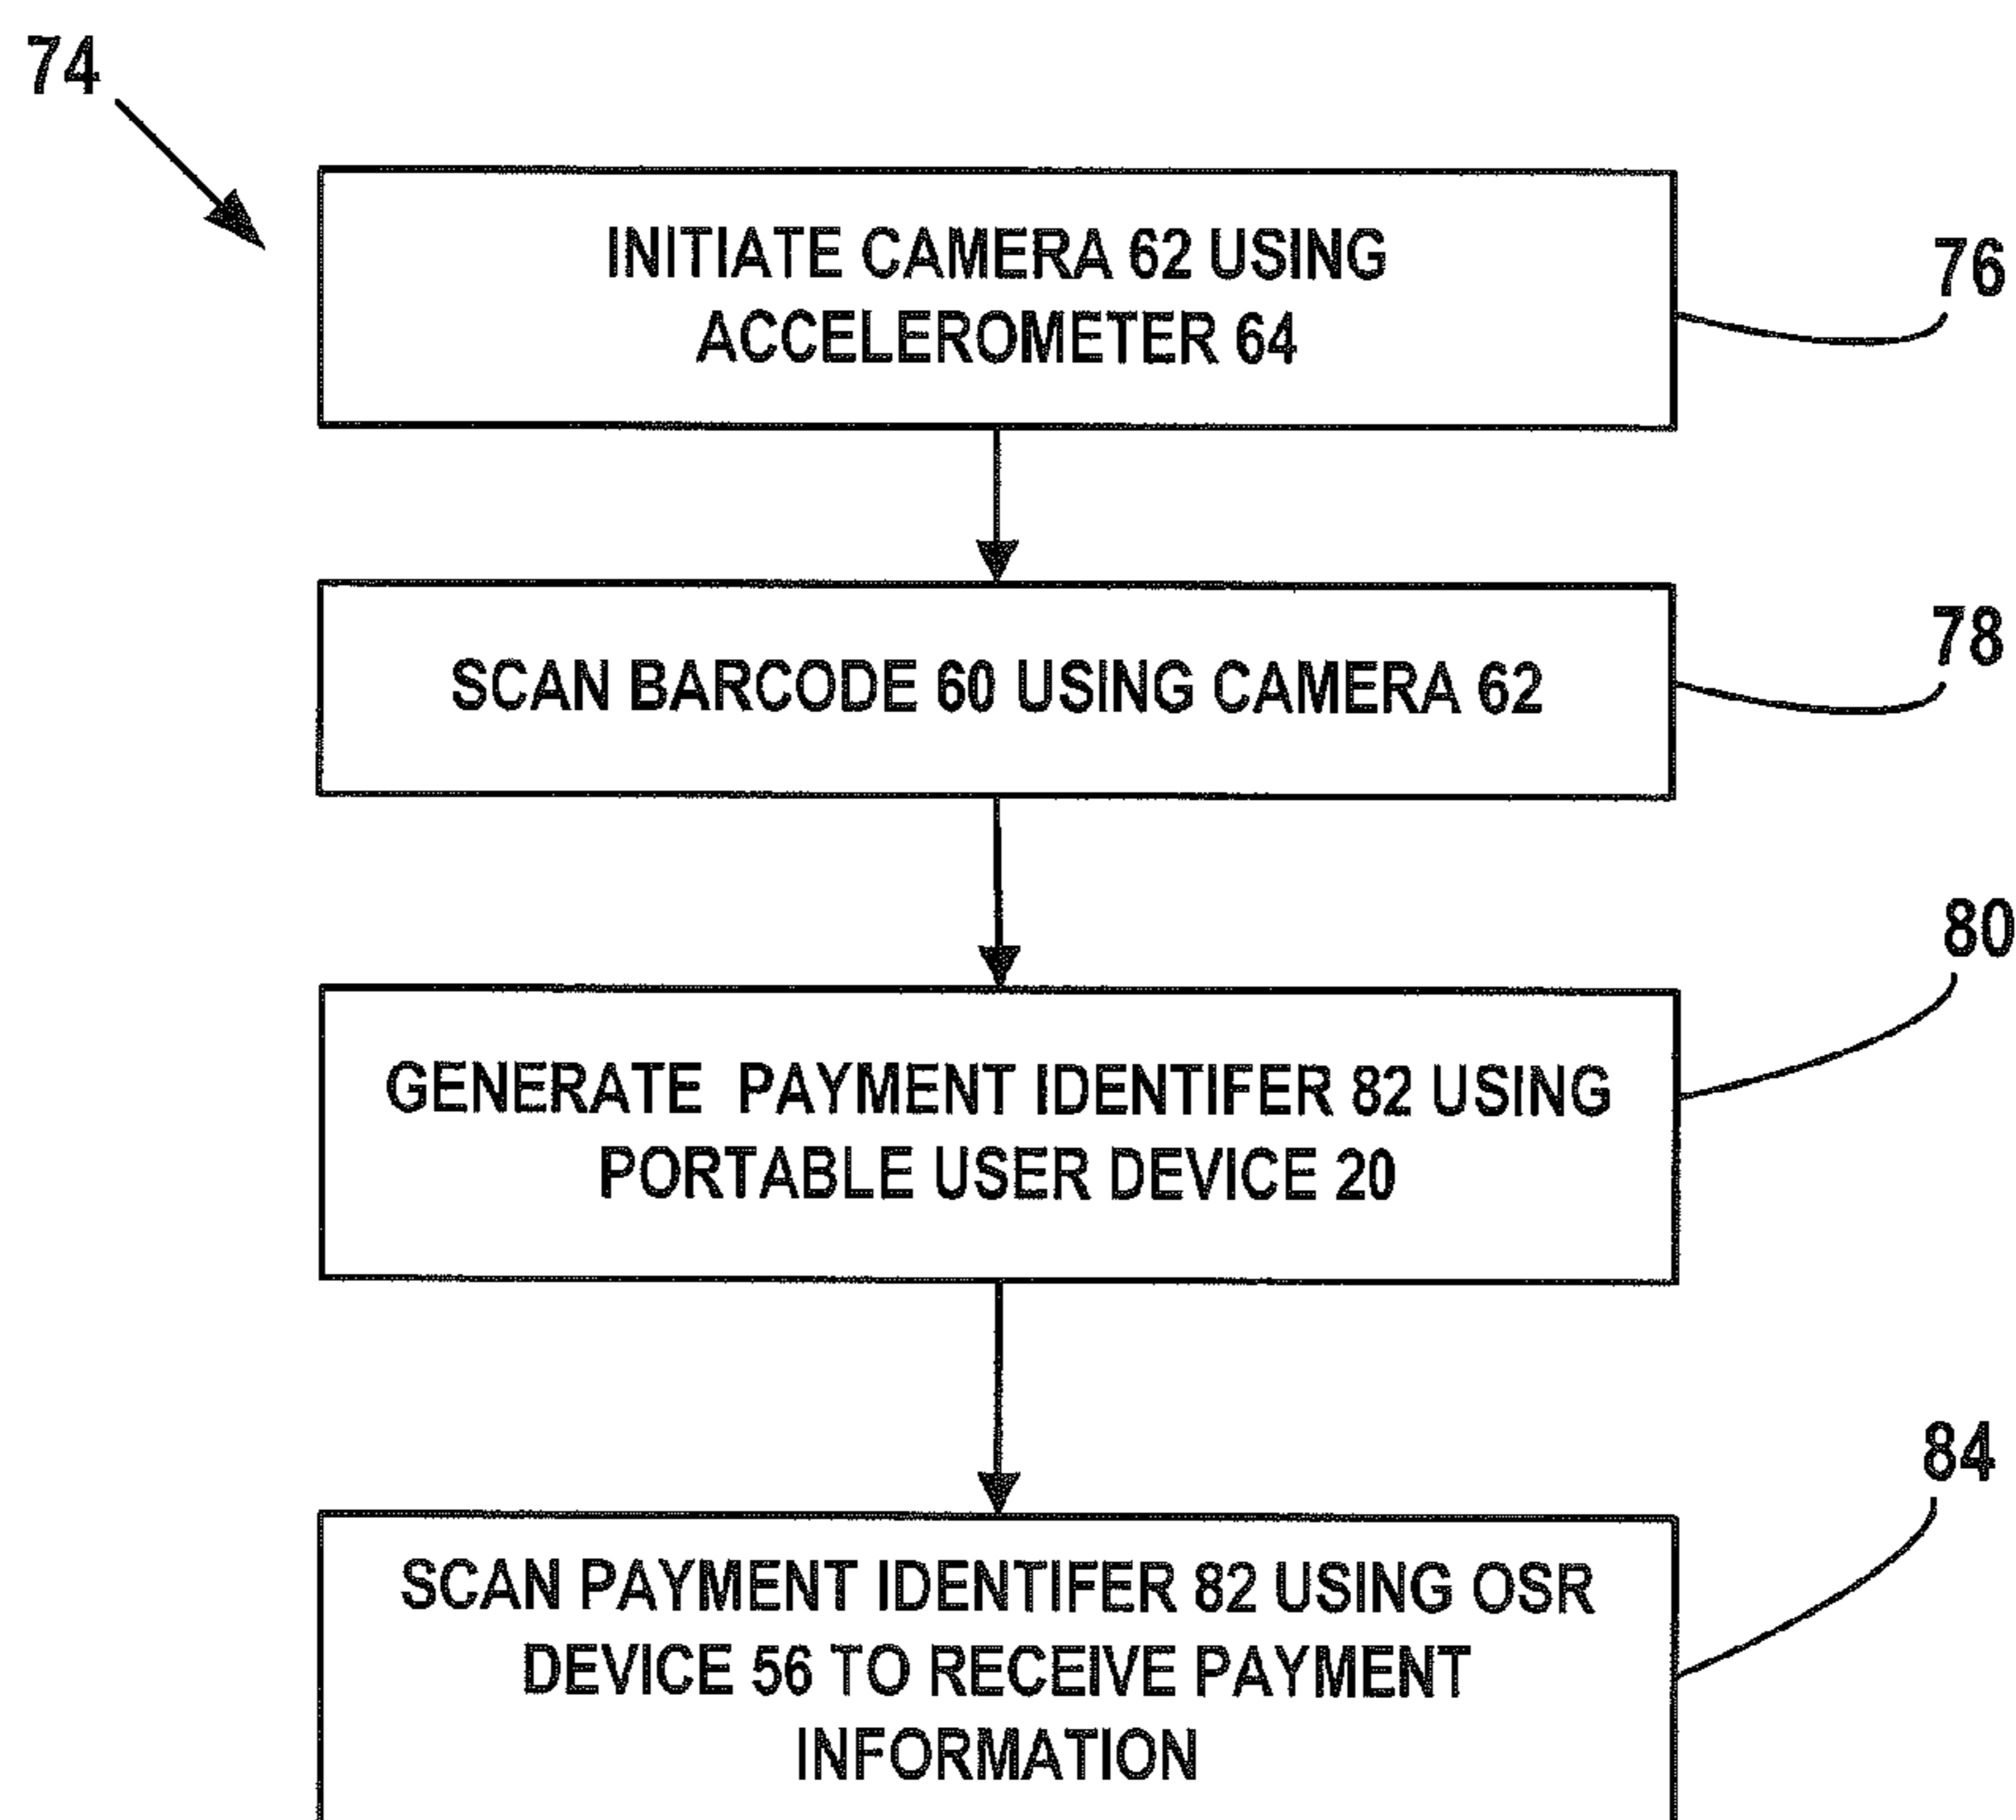 74
INITIATE CAMERA 62 USING
ACCELEROMETER 64
76
SCAN BARCODE 60 USING CAMERA 62
78
80
GENERATE PAYMENT IDENTIFER 82 USING
PORTABLE USER DEVICE 20
84
SCAN PAYMENT IDENTIFER 82 USING OSR
DEVICE 56 TO RECEIVE PAYMENT
INFORMATION